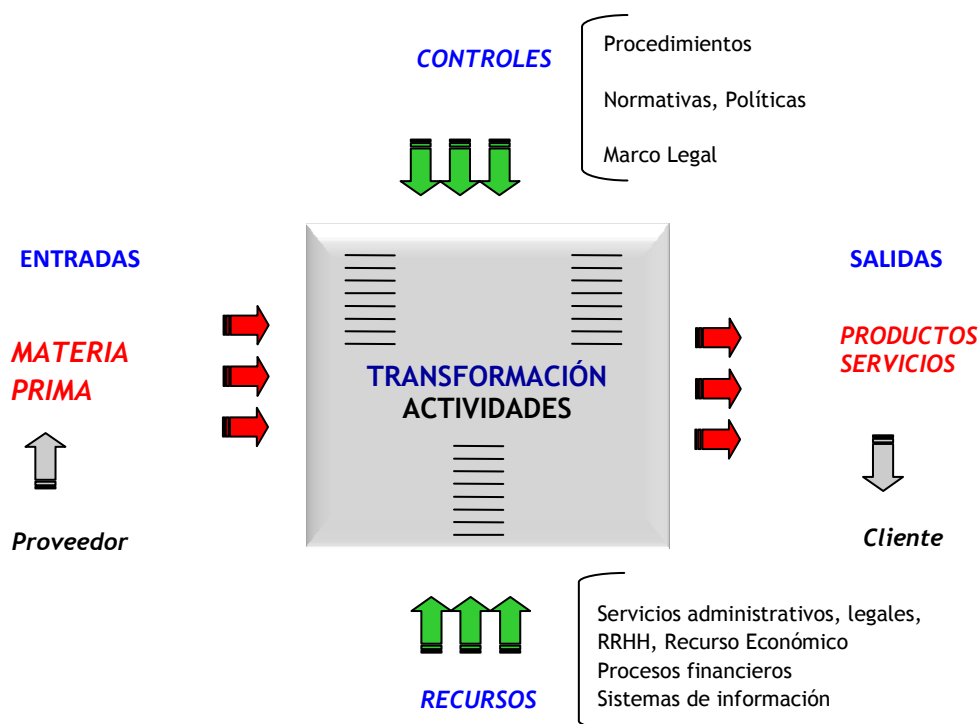 CONTROLES
Procedimientos
Normativas, Políticas
Marco Legal
ENTRADAS
SALIDAS
MATERIA
PRIMA
TRANSFORMACIÓN
ACTIVIDADES
PRODUCTOS
SERVICIOS
Proveedor
Cliente
Servicios administrativos, legales,
RRHH, Recurso Económico
Procesos financieros
Sistemas de información
RECURSOS